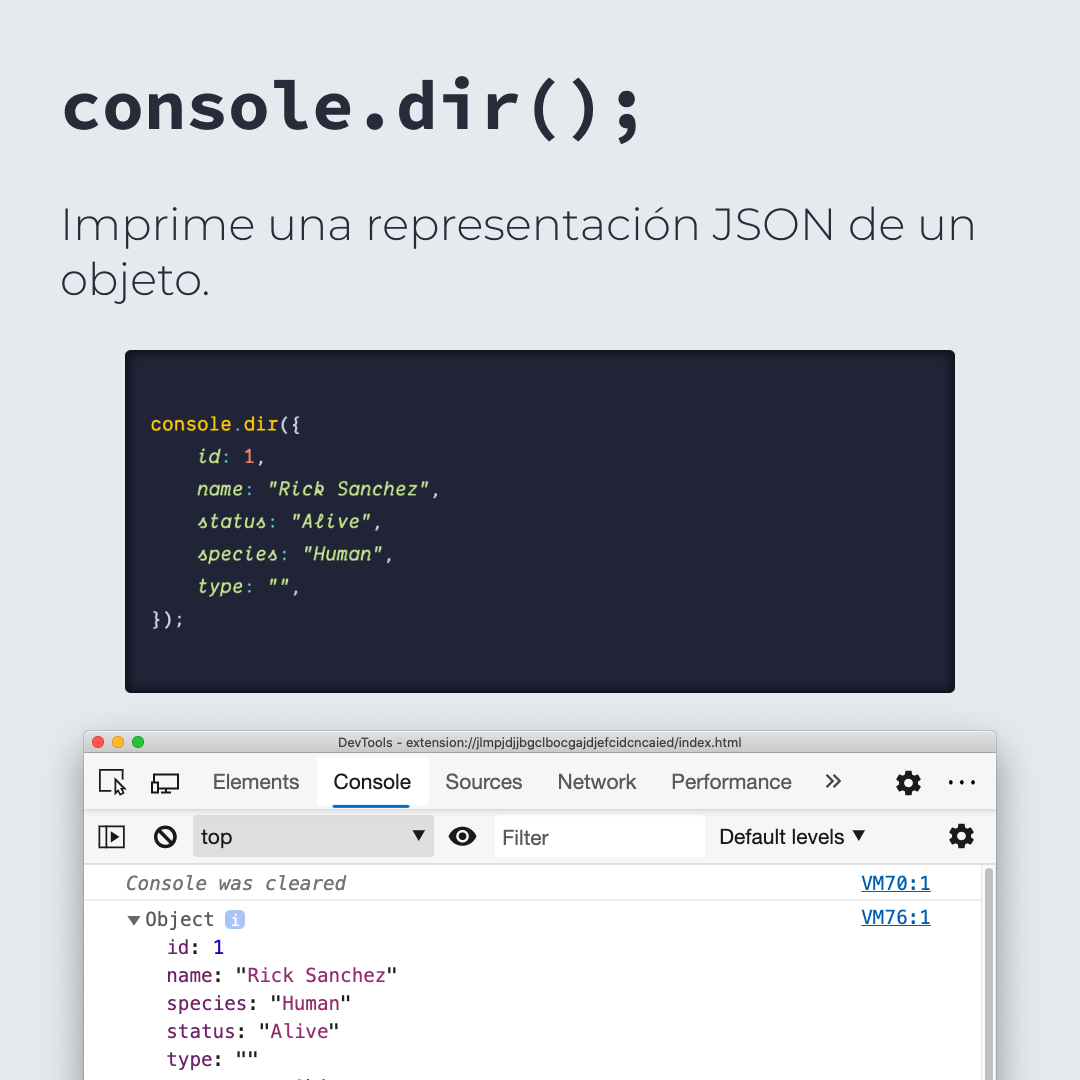 console.dir();
Imprime una representación JSON de un
objeto.
console.dir({
id: 1,
name: "Rick Sanchez",
status: "Alive",
species: "Human",
type: "",
});
DevTools - extension://jlmpjdjjbgclbocgajdjefcidcncaied/index.html
Elements Console Sources Network Performance »
top ▼ Filter Default levels ▼
Console was cleared VM70:1
▼Object i VM76:1
id: 1
name: "Rick Sanchez"
species: "Human"
status: "Alive"
type: ""